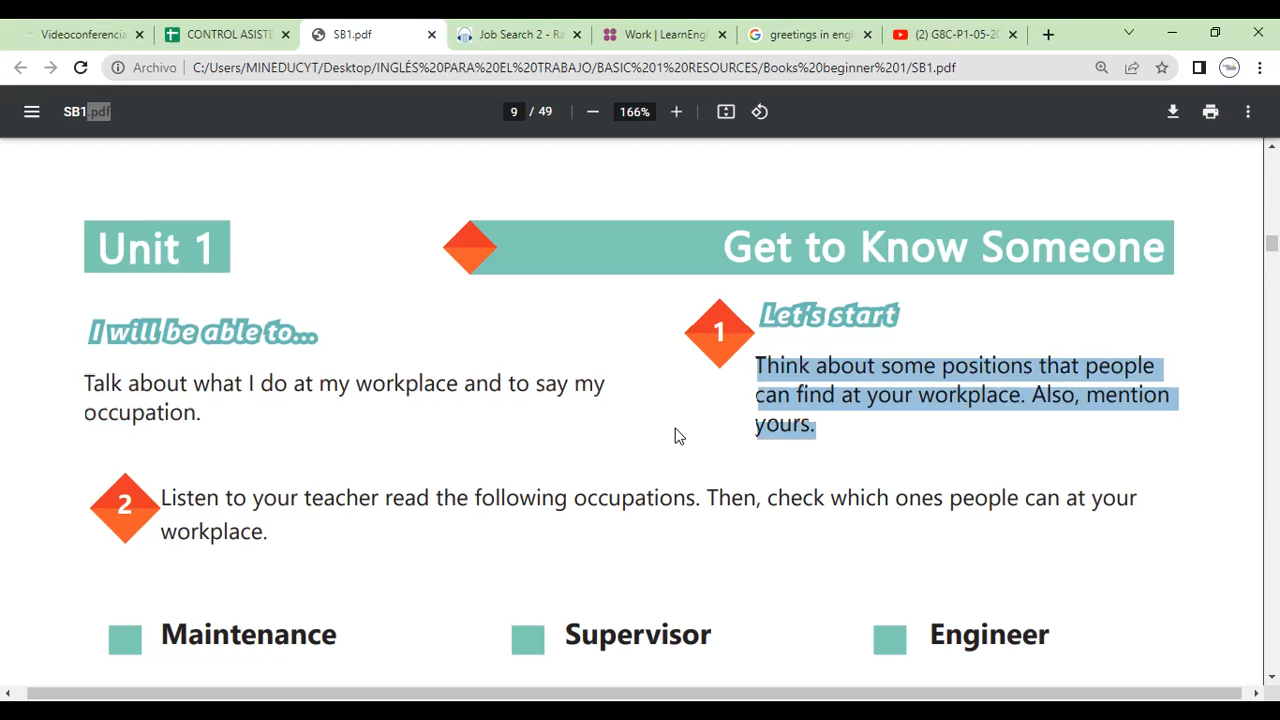 Videoconferencia
CONTROL ASISTE
SB1.pdf
Job Search 2 - Ra
Work | LearnEngl
greetings in engl
(2) G8C-P1-05-20
Archivo | C:/Users/MINEDUCYT/Desktop/INGLÉS%20PARA%20EL%20TRABAJO/BASIC%201%20RESOURCES/Books%20beginner%201/SB1.pdf
SB1.pdf
9 / 49
166%
Unit 1
Get to Know Someone
I will be able to...
Talk about what I do at my workplace and to say my
occupation.
1
Let's start
Think about some positions that people
can find at your workplace. Also, mention
yours.
2
Listen to your teacher read the following occupations. Then, check which ones people can at your
workplace.
Maintenance
Supervisor
Engineer